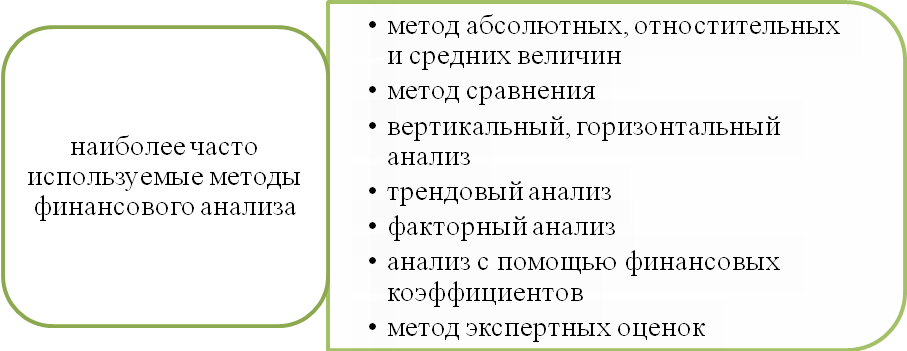 наиболее часто
используемые методы
финансового анализа
• метод абсолютных, отностительных
и средних величин
• метод сравнения
• вертикальный, горизонтальный
анализ
• трендовый анализ
• факторный анализ
• анализ с помощью финансовых
коэффициентов
• метод экспертных оценок